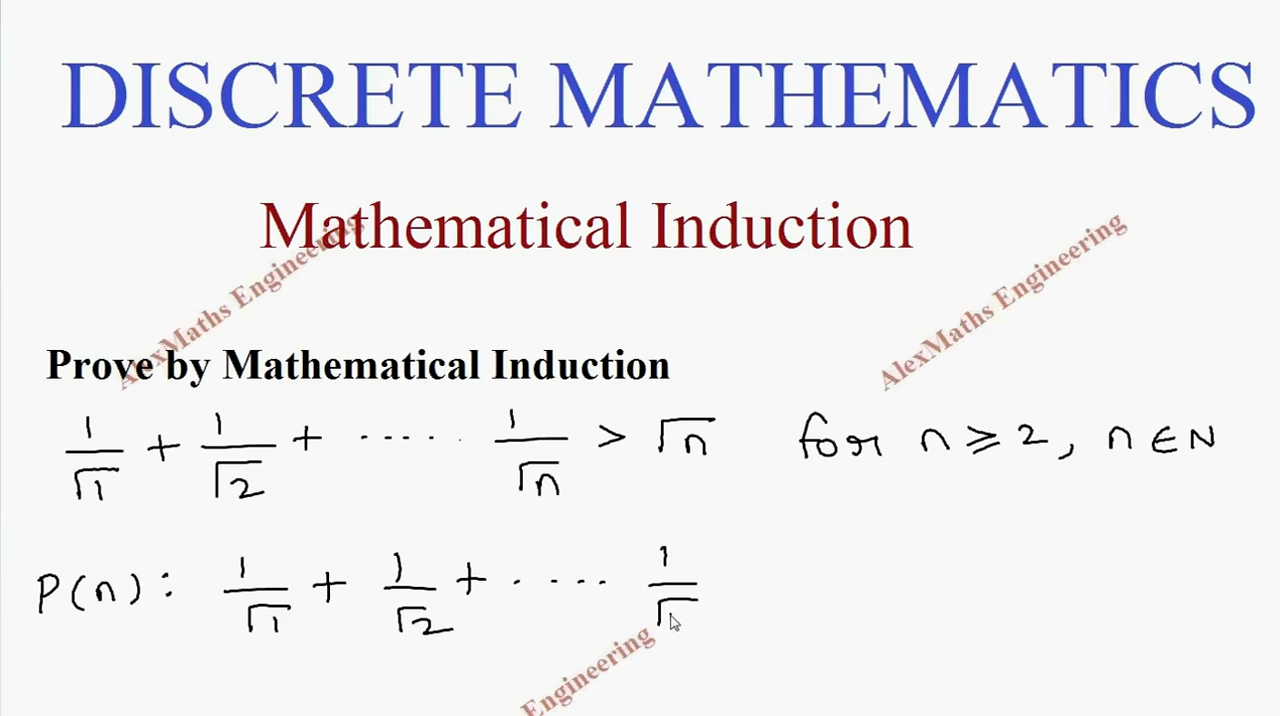 DISCRETE MATHEMATICS
Mathematical Induction
AlexMaths Engineering
AlexMaths Engineering
Prove by Mathematical Induction
1/√1 + 1/√2 + ..... 1/√n > √n for n ≥ 2, n ∈ N
P(n) : 1/√1 + 1/√2 + ..... 1/√
Engineering